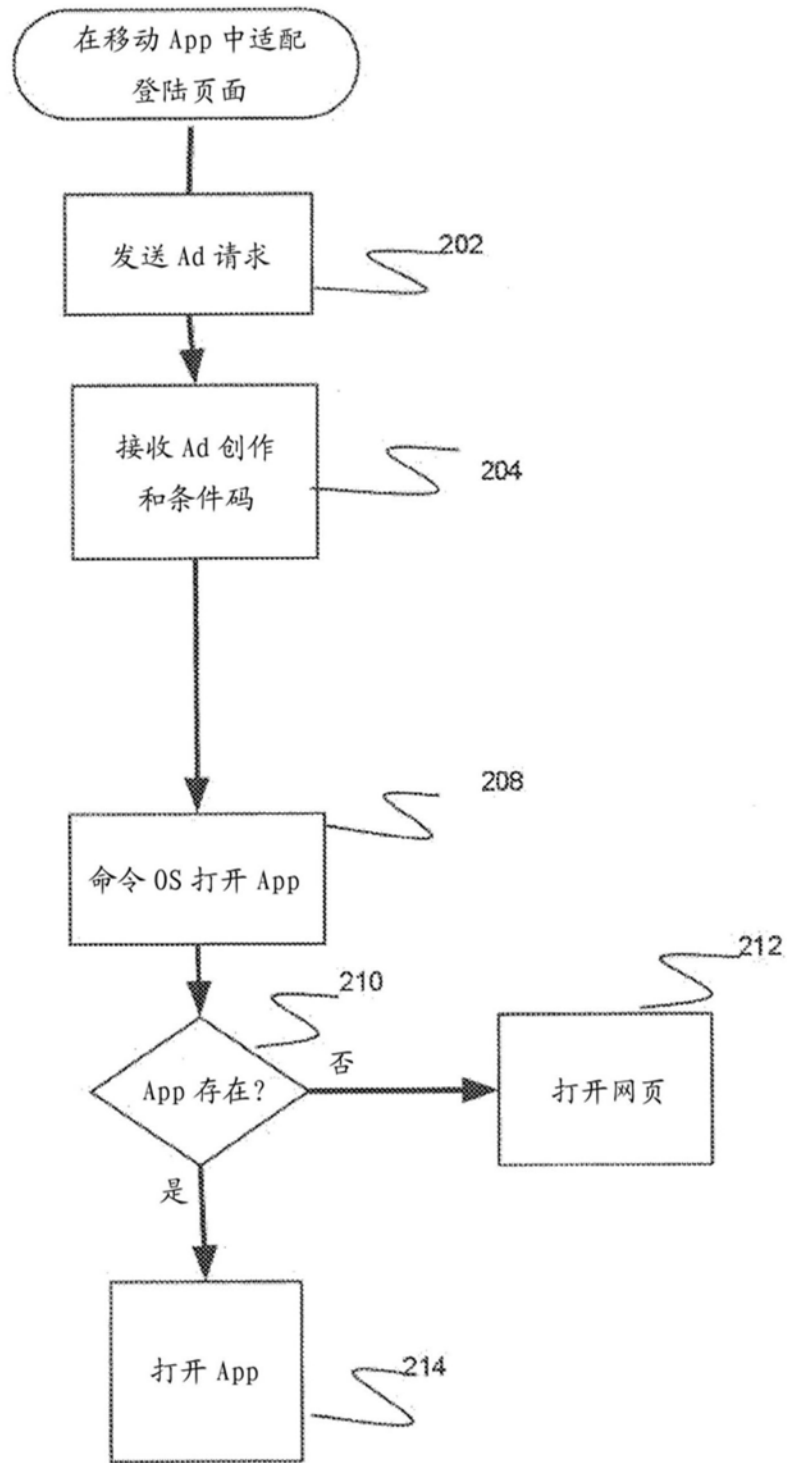 在移动 App 中适配
登陆页面
发送 Ad 请求
202
接收 Ad 创作
和条件码
204
208
命令 OS 打开 App
212
210
App 存在?
否
打开网页
是
打开 App
214